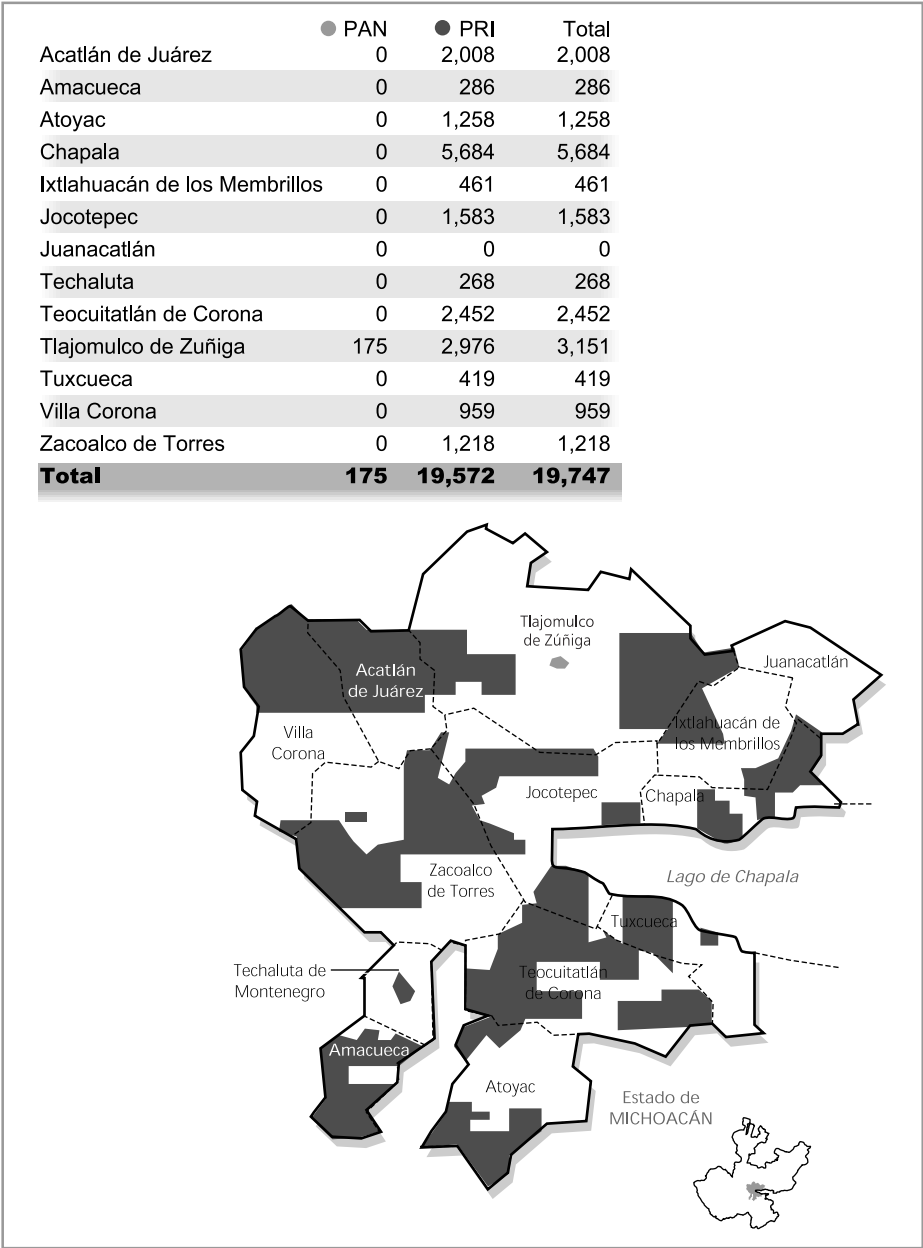 PAN PRI Total
Acatlán de Juárez 0 2,008 2,008
Amacueca 0 286 286
Atoyac 0 1,258 1,258
Chapala 0 5,684 5,684
Ixtlahuacán de los Membrillos 0 461 461
Jocotepec 0 1,583 1,583
Juanacatlán 0 0 0
Techaluta 0 268 268
Teocuitatlán de Corona 0 2,452 2,452
Tlajomulco de Zuñiga 175 2,976 3,151
Tuxcueca 0 419 419
Villa Corona 0 959 959
Zacoalco de Torres 0 1,218 1,218
Total 175 19,572 19,747
Tlajomulco
de Zúñiga
Juanacatlán
Acatlán
de Juárez
Ixtlahuacán de
los Membrillos
Villa
Corona
Jocotepec
Chapala
Zacoalco
de Torres
Lago de Chapala
Tuxcueca
Techaluta de
Montenegro
Teocuitatlán
de Corona
Amacueca
Atoyac
Estado de
MICHOACÁN